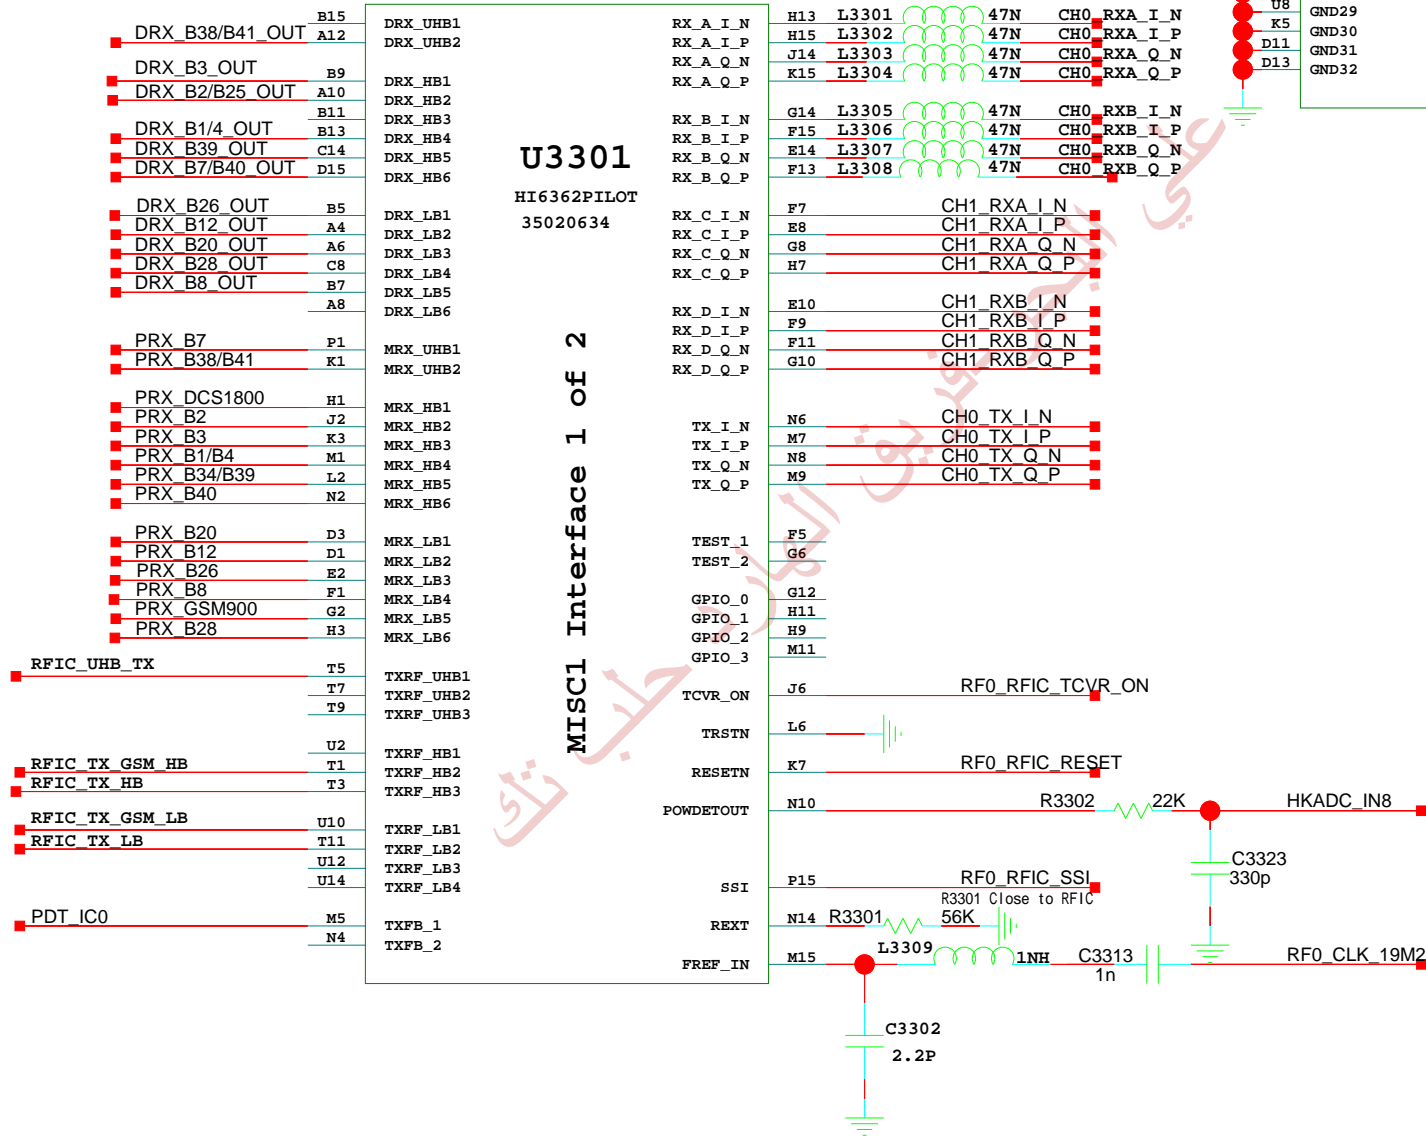 B15 DRX_UHB1
DRX_B38/B41_OUT A12 DRX_UHB2
DRX_B3_OUT B9 DRX_HB1
DRX_B2/B25_OUT A10 DRX_HB2
B11 DRX_HB3
DRX_B1/4_OUT B13 DRX_HB4
DRX_B39_OUT C14 DRX_HB5
DRX_B7/B40_OUT D15 DRX_HB6
DRX_B26_OUT B5 DRX_LB1
DRX_B12_OUT A4 DRX_LB2
DRX_B20_OUT A6 DRX_LB3
DRX_B28_OUT C8 DRX_LB4
DRX_B8_OUT B7 DRX_LB5
A8 DRX_LB6
PRX_B7 P1 MRX_UHB1
PRX_B38/B41 K1 MRX_UHB2
PRX_DCS1800 H1 MRX_HB1
PRX_B2 J2 MRX_HB2
PRX_B3 K3 MRX_HB3
PRX_B1/B4 M1 MRX_HB4
PRX_B34/B39 L2 MRX_HB5
PRX_B40 N2 MRX_HB6
PRX_B20 D3 MRX_LB1
PRX_B12 D1 MRX_LB2
PRX_B26 E2 MRX_LB3
PRX_B8 F1 MRX_LB4
PRX_GSM900 G2 MRX_LB5
PRX_B28 H3 MRX_LB6
RFIC_UHB_TX T5 TXRF_UHB1
T7 TXRF_UHB2
T9 TXRF_UHB3
U2 TXRF_HB1
RFIC_TX_GSM_HB T1 TXRF_HB2
RFIC_TX_HB T3 TXRF_HB3
RFIC_TX_GSM_LB U10 TXRF_LB1
RFIC_TX_LB T11 TXRF_LB2
U12 TXRF_LB3
U14 TXRF_LB4
PDT_IC0 M5 TXFB_1
N4 TXFB_2
U3301
HI6362PILOT
35020634
MISC1 Interface 1 of 2
RX_A_I_N H13 L3301 47N CH0_RXA_I_N
RX_A_I_P H15 L3302 47N CH0_RXA_I_P
RX_A_Q_N J14 L3303 47N CH0_RXA_Q_N
RX_A_Q_P K15 L3304 47N CH0_RXA_Q_P
RX_B_I_N G14 L3305 47N CH0_RXB_I_N
RX_B_I_P F15 L3306 47N CH0_RXB_I_P
RX_B_Q_N E14 L3307 47N CH0_RXB_Q_N
RX_B_Q_P F13 L3308 47N CH0_RXB_Q_P
RX_C_I_N F7 CH1_RXA_I_N
RX_C_I_P E8 CH1_RXA_I_P
RX_C_Q_N G8 CH1_RXA_Q_N
RX_C_Q_P H7 CH1_RXA_Q_P
RX_D_I_N E10 CH1_RXB_I_N
RX_D_I_P F9 CH1_RXB_I_P
RX_D_Q_N F11 CH1_RXB_Q_N
RX_D_Q_P G10 CH1_RXB_Q_P
TX_I_N N6 CH0_TX_I_N
TX_I_P M7 CH0_TX_I_P
TX_Q_N N8 CH0_TX_Q_N
TX_Q_P M9 CH0_TX_Q_P
TEST_1 F5
TEST_2 G6
GPIO_0 G12
GPIO_1 H11
GPIO_2 H9
GPIO_3 M11
TCVR_ON J6 RF0_RFIC_TCVR_ON
TRSTN L6
RESETN K7 RF0_RFIC_RESET
POWDETOUT N10 R3302 22K HKADC_IN8
C3323
330p
SSI P15 RF0_RFIC_SSI
R3301 Close to RFIC
REXT N14 R3301 56K
FREF_IN M15 L3309 1NH C3313 1n RF0_CLK_19M2
C3302
2.2P
U8 GND29
K5 GND30
D11 GND31
D13 GND32